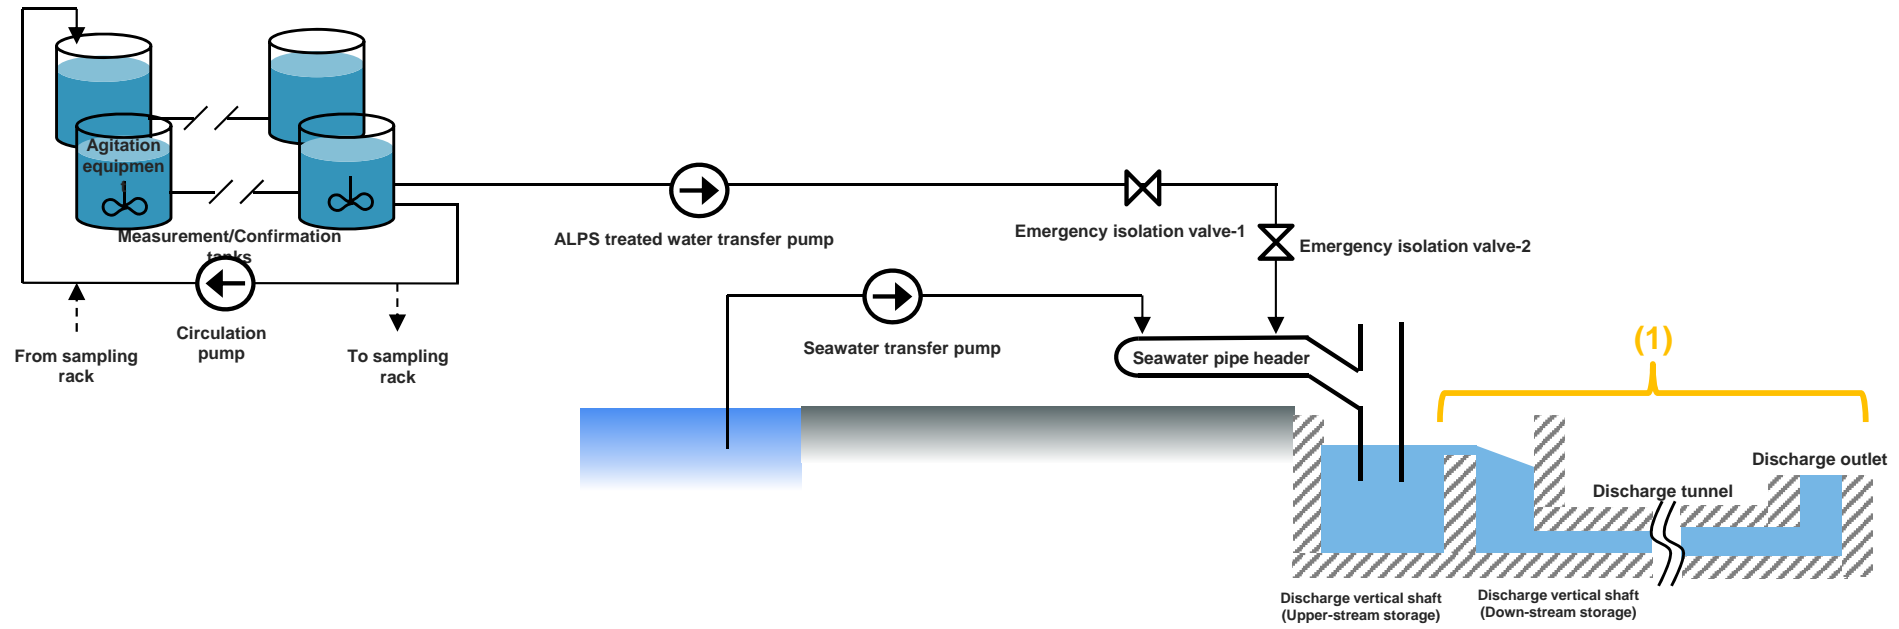 Agitation
equipmen
t
Measurement/Confirmation
tanks
Circulation
pump
From sampling
rack
To sampling
rack
ALPS treated water transfer pump
Seawater transfer pump
Emergency isolation valve-1
Emergency isolation valve-2
Seawater pipe header
(1)
Discharge outlet
Discharge tunnel
Discharge vertical shaft
(Upper-stream storage)
Discharge vertical shaft
(Down-stream storage)